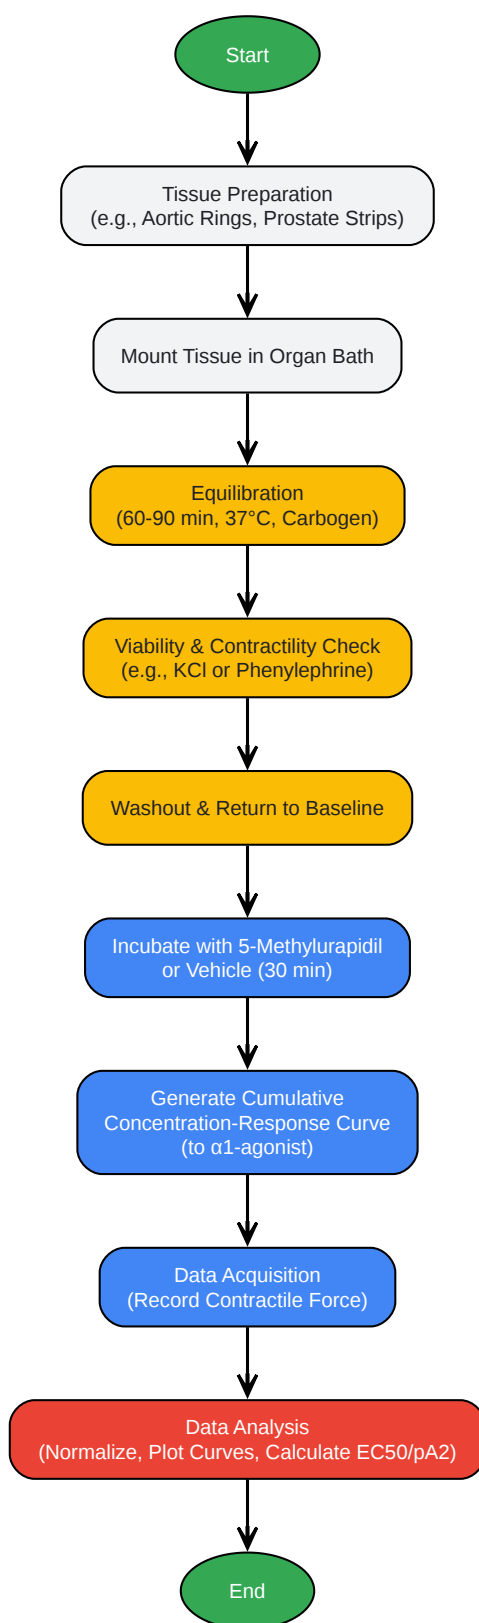 Start
Tissue Preparation
(e.g., Aortic Rings, Prostate Strips)
Mount Tissue in Organ Bath
Equilibration
(60-90 min, 37°C, Carbogen)
Viability & Contractility Check
(e.g., KCl or Phenylephrine)
Washout & Return to Baseline
Incubate with 5-Methylurapidil
or Vehicle (30 min)
Generate Cumulative
Concentration-Response Curve
(to α1-agonist)
Data Acquisition
(Record Contractile Force)
Data Analysis
(Normalize, Plot Curves, Calculate EC50/pA2)
End